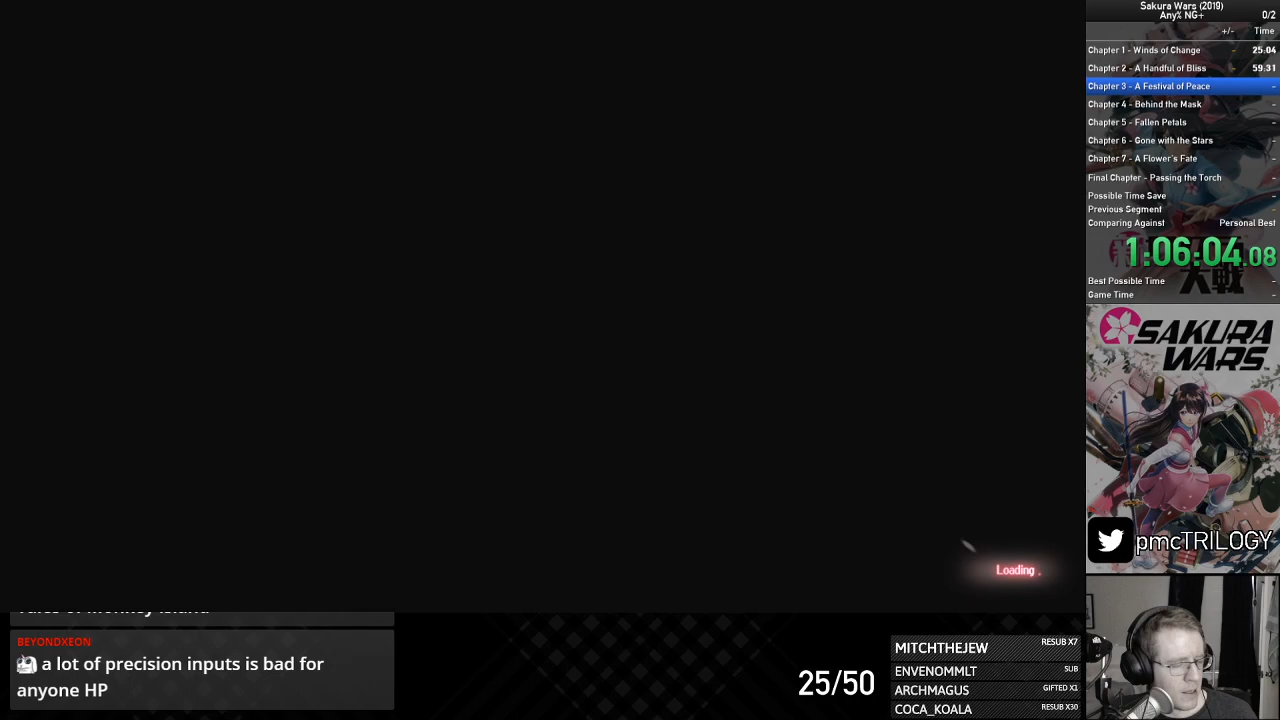 Sakura Wars (2019)
Any% NG+ 0/2
+/- Time
Chapter 1 - Winds of Change - 25.04
Chapter 2 - A Handful of Bliss - 59.31
Chapter 3 - A Festival of Peace -
Chapter 4 - Behind the Mask -
Chapter 5 - Fallen Petals -
Chapter 6 - Gone with the Stars -
Chapter 7 - A Flower's Fate -
Final Chapter - Passing the Torch -
Possible Time Save -
Previous Segment -
Comparing Against Personal Best
1:06:04.08
Best Possible Time -
Game Time -
SAKURA
WARS
pmcTRILOGY
Loading .
Tales of Monkey Island
BEYONDXEON
a lot of precision inputs is bad for
anyone HP
25/50
MITCHTHEJEW RESUB X7
ENVENOMMLT SUB
ARCHMAGUS GIFTED X1
COCA_KOALA RESUB X30